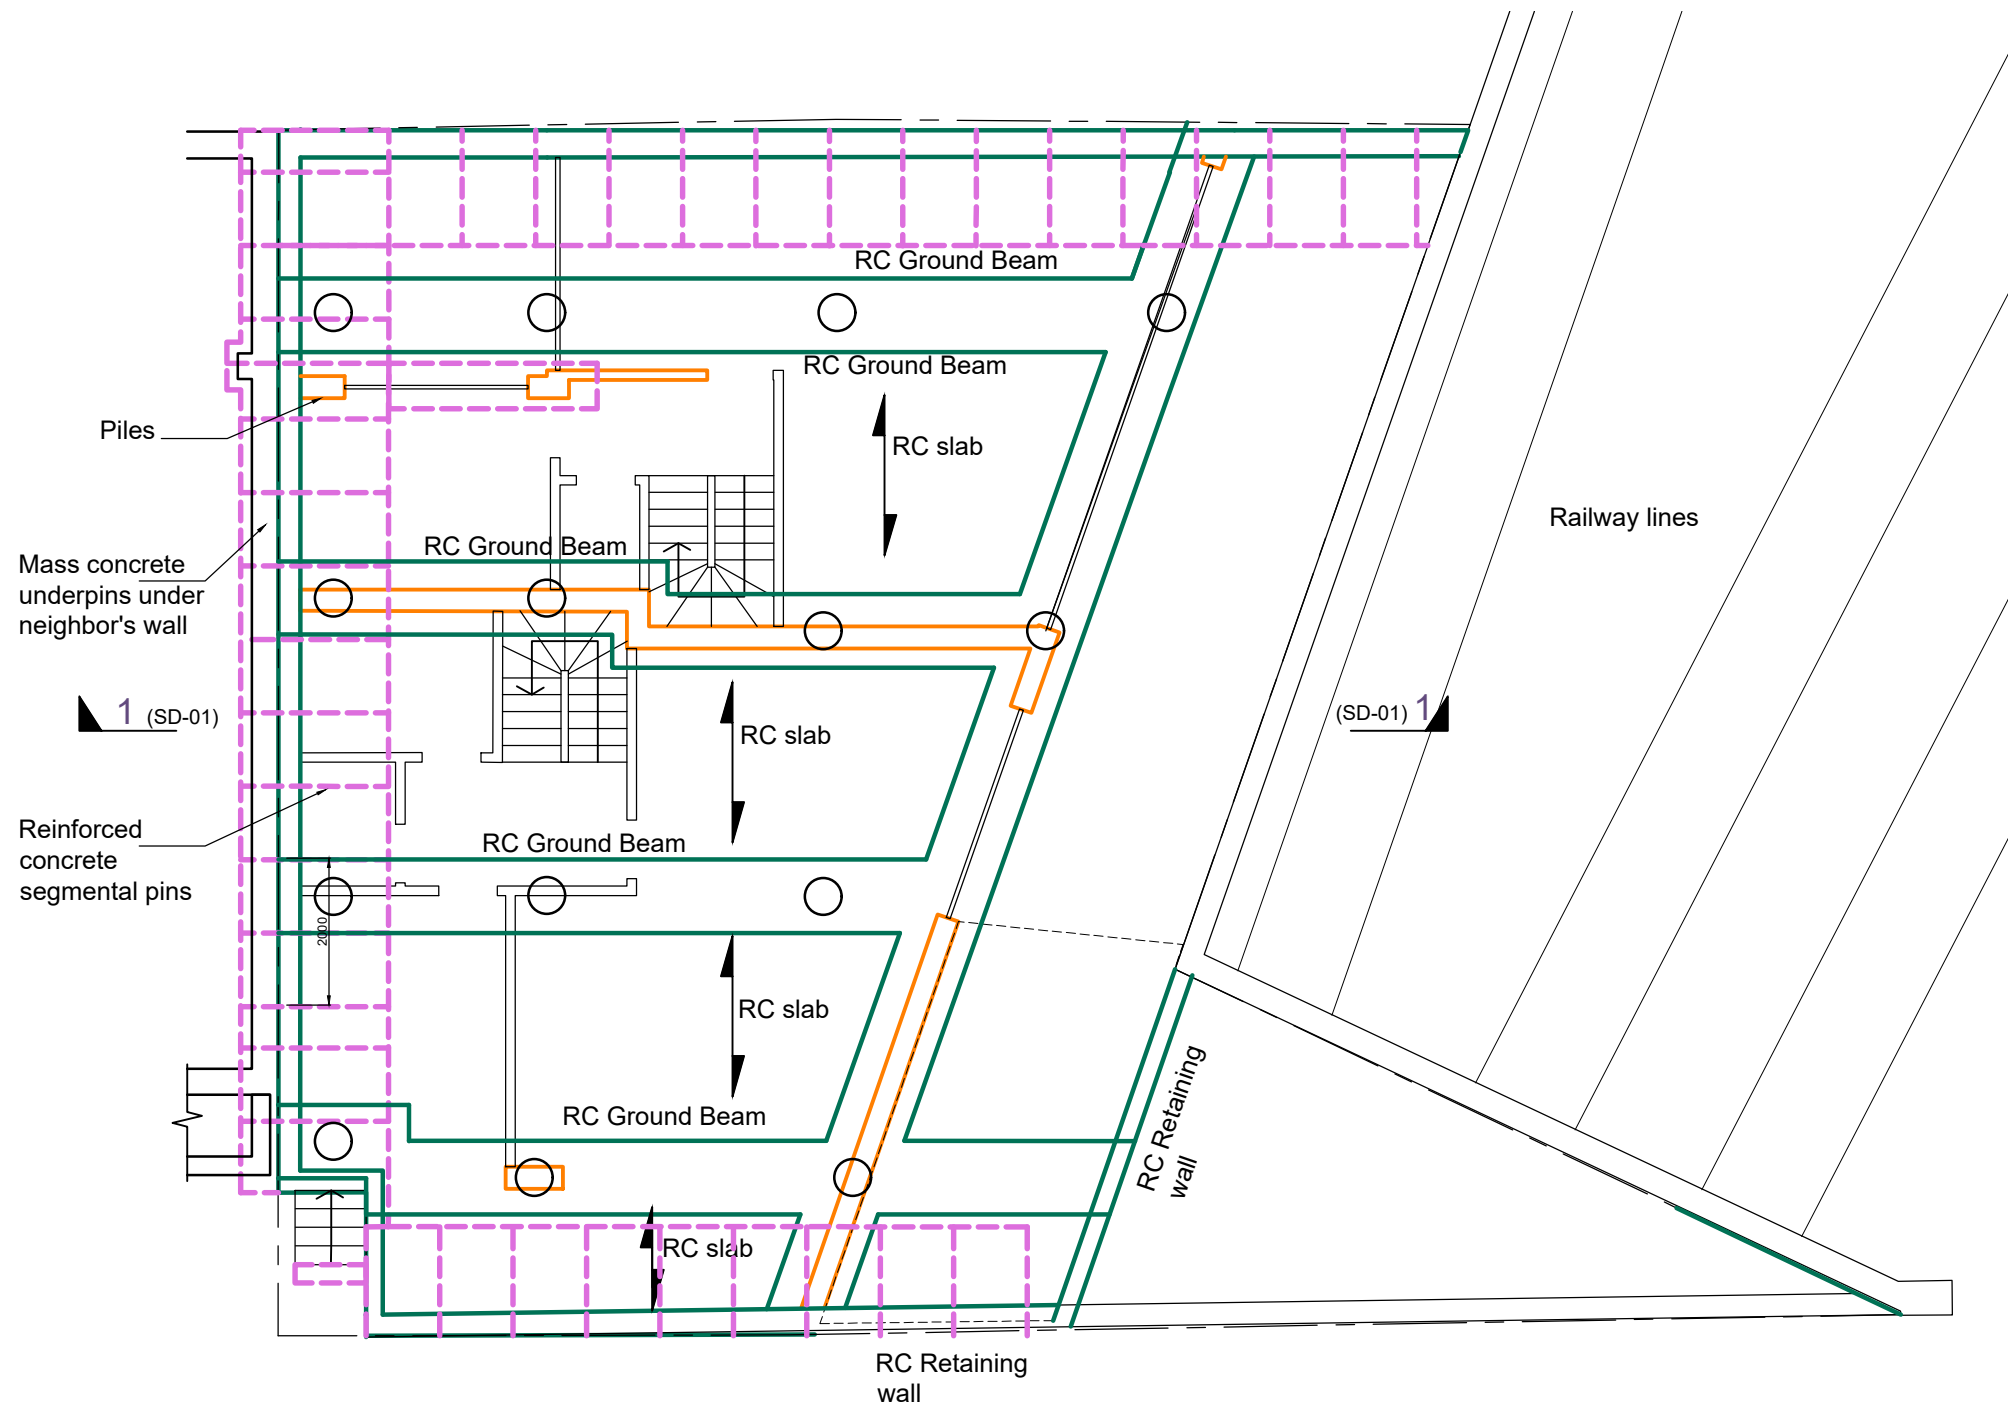 RC Ground Beam
RC Ground Beam
Piles
RC slab
Railway lines
RC Ground Beam
Mass concrete
underpins under
neighbor's wall
1 (SD-01)
(SD-01) 1
RC slab
Reinforced
concrete
segmental pins
RC Ground Beam
2000
RC slab
RC Ground Beam
RC Retaining
wall
RC slab
RC Retaining
wall